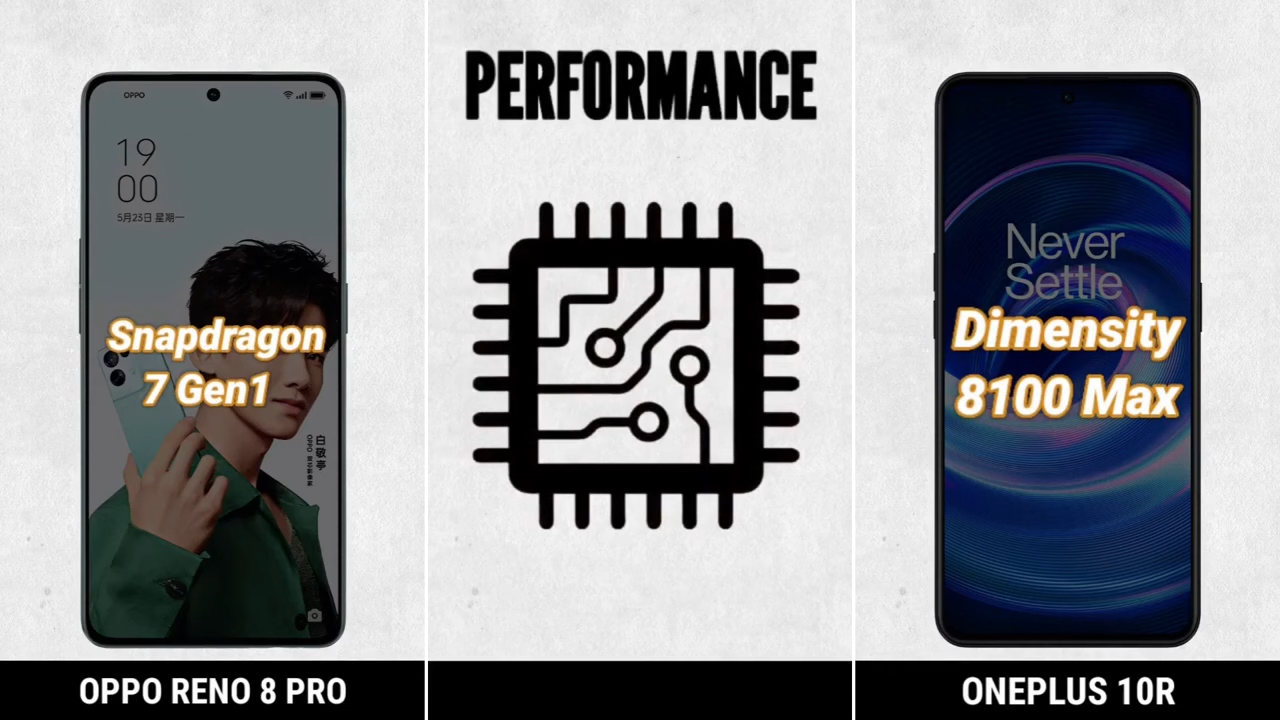 PERFORMANCE
OPPO
19
00
5月23日 星期一
Snapdragon
7 Gen1
Never
Settle
Dimensity
8100 Max
OPPO RENO 8 PRO
ONEPLUS 10R